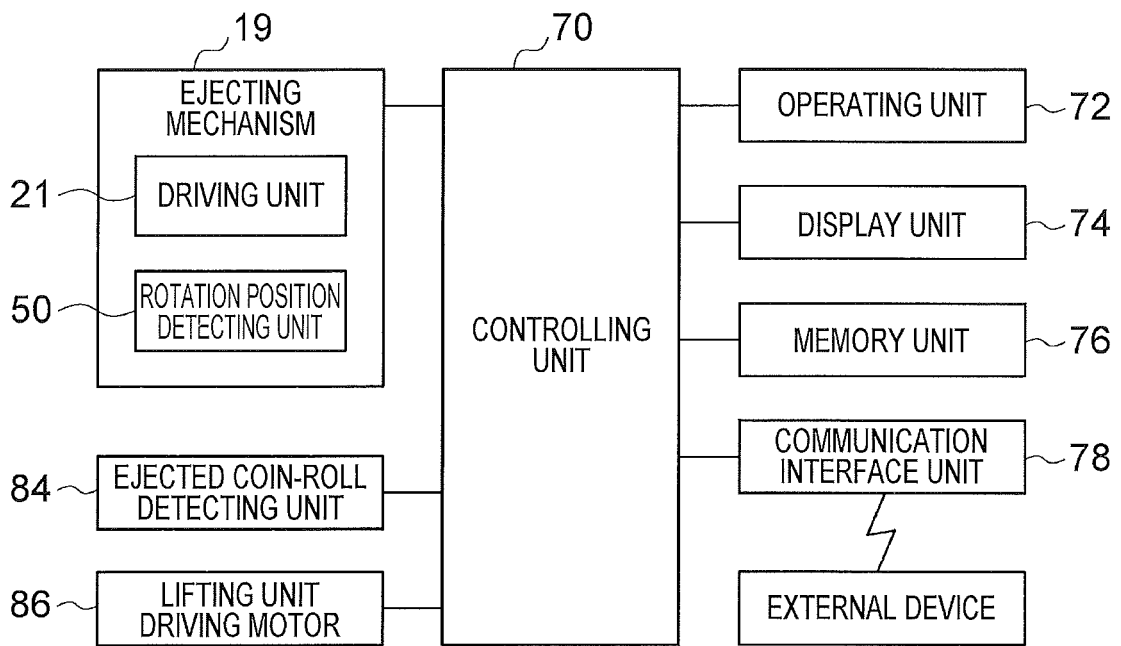 19
70
EJECTING
MECHANISM
21
DRIVING UNIT
50
ROTATION POSITION
DETECTING UNIT
84
EJECTED COIN-ROLL
DETECTING UNIT
86
LIFTING UNIT
DRIVING MOTOR
CONTROLLING
UNIT
OPERATING UNIT
72
DISPLAY UNIT
74
MEMORY UNIT
76
COMMUNICATION
INTERFACE UNIT
78
EXTERNAL DEVICE